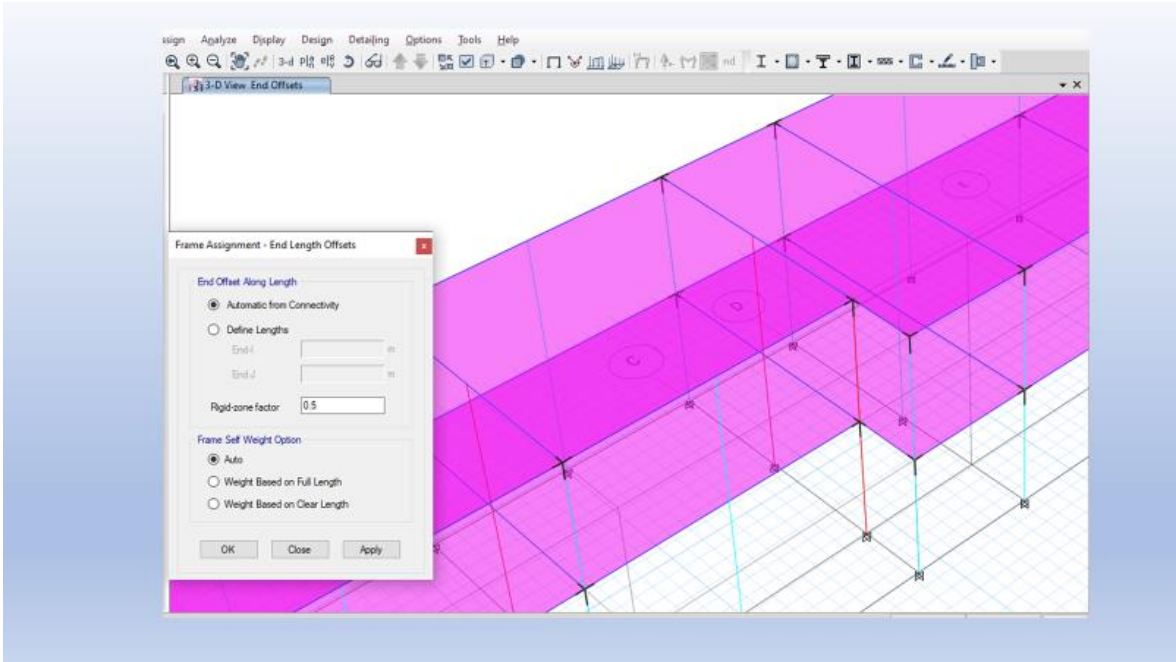 ssign Analyze Display Design Detailing Options Tools Help
3-d
nd
3-D View End Offsets
Frame Assignment - End Length Offsets
End Offset Along Length
Automatic from Connectivity
Define Lengths
End-I m
End-J m
Rigid-zone factor 0.5
Frame Self Weight Option
Auto
Weight Based on Full Length
Weight Based on Clear Length
OK Close Apply
E
D
C